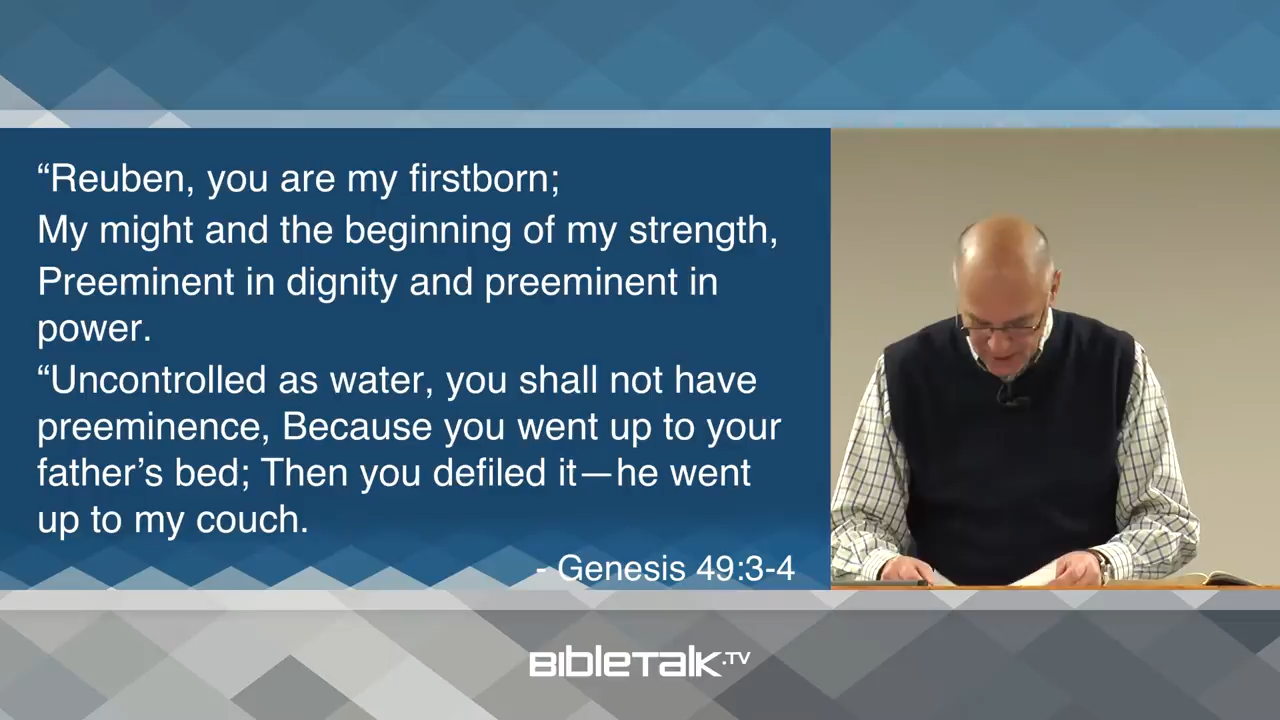 “Reuben, you are my firstborn;
My might and the beginning of my strength,
Preeminent in dignity and preeminent in
power.
“Uncontrolled as water, you shall not have
preeminence, Because you went up to your
father’s bed; Then you defiled it—he went
up to my couch.
- Genesis 49:3-4
BIBLETALK.TV